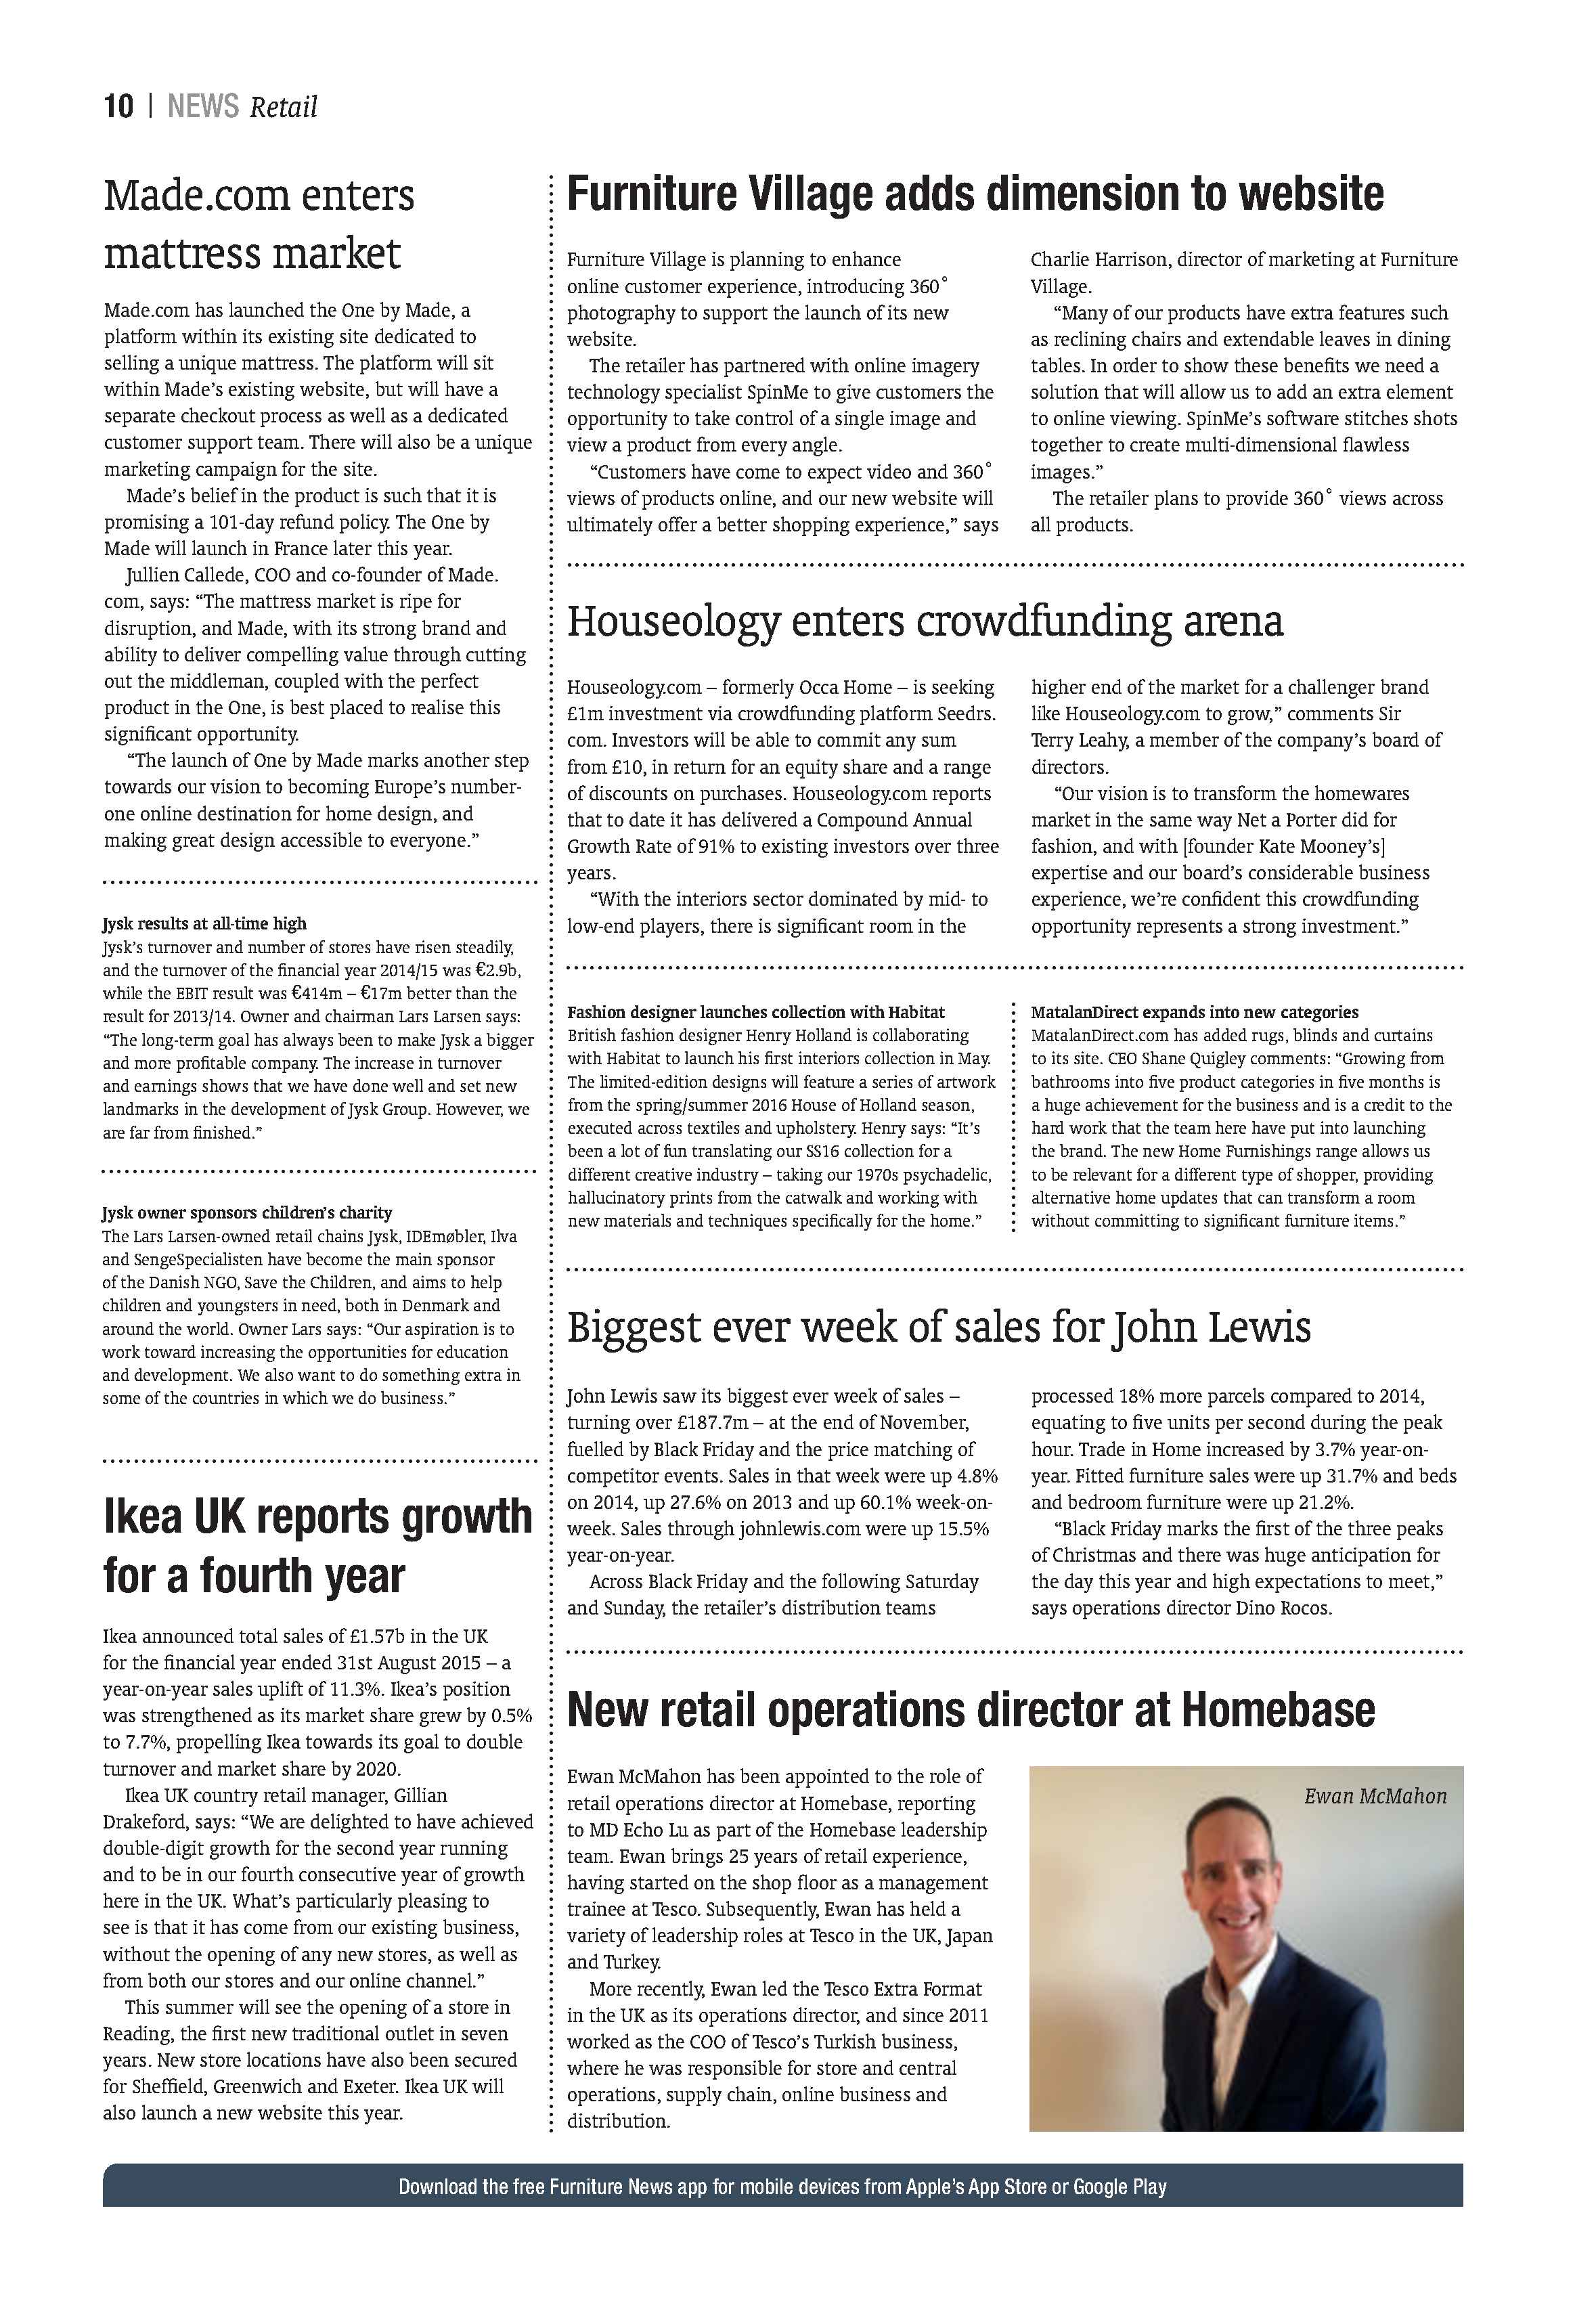 10 | NEWS Retail
Made.com enters
mattress market
Made.com has launched the One by Made, a
platform within its existing site dedicated to
selling a unique mattress. The platform will sit
within Made’s existing website, but will have a
separate checkout process as well as a dedicated
customer support team. There will also be a unique
marketing campaign for the site.
Made’s belief in the product is such that it is
promising a 101-day refund policy. The One by
Made will launch in France later this year.
Jullien Callede, COO and co-founder of Made.
com, says: “The mattress market is ripe for
disruption, and Made, with its strong brand and
ability to deliver compelling value through cutting
out the middleman, coupled with the perfect
product in the One, is best placed to realise this
significant opportunity.
“The launch of One by Made marks another step
towards our vision to becoming Europe’s number-
one online destination for home design, and
making great design accessible to everyone.”
Jysk results at all-time high
Jysk’s turnover and number of stores have risen steadily,
and the turnover of the financial year 2014/15 was €2.9b,
while the EBIT result was €414m – €17m better than the
result for 2013/14. Owner and chairman Lars Larsen says:
“The long-term goal has always been to make Jysk a bigger
and more profitable company. The increase in turnover
and earnings shows that we have done well and set new
landmarks in the development of Jysk Group. However, we
are far from finished.”
Jysk owner sponsors children’s charity
The Lars Larsen-owned retail chains Jysk, IDEmøbler, Ilva
and SengeSpecialisten have become the main sponsor
of the Danish NGO, Save the Children, and aims to help
children and youngsters in need, both in Denmark and
around the world. Owner Lars says: “Our aspiration is to
work toward increasing the opportunities for education
and development. We also want to do something extra in
some of the countries in which we do business.”
Ikea UK reports growth
for a fourth year
Ikea announced total sales of £1.57b in the UK
for the financial year ended 31st August 2015 – a
year-on-year sales uplift of 11.3%. Ikea’s position
was strengthened as its market share grew by 0.5%
to 7.7%, propelling Ikea towards its goal to double
turnover and market share by 2020.
Ikea UK country retail manager, Gillian
Drakeford, says: “We are delighted to have achieved
double-digit growth for the second year running
and to be in our fourth consecutive year of growth
here in the UK. What’s particularly pleasing to
see is that it has come from our existing business,
without the opening of any new stores, as well as
from both our stores and our online channel.”
This summer will see the opening of a store in
Reading, the first new traditional outlet in seven
years. New store locations have also been secured
for Sheffield, Greenwich and Exeter. Ikea UK will
also launch a new website this year.
Furniture Village adds dimension to website
Furniture Village is planning to enhance
online customer experience, introducing 360˚
photography to support the launch of its new
website.
The retailer has partnered with online imagery
technology specialist SpinMe to give customers the
opportunity to take control of a single image and
view a product from every angle.
“Customers have come to expect video and 360˚
views of products online, and our new website will
ultimately offer a better shopping experience,” says
Charlie Harrison, director of marketing at Furniture
Village.
“Many of our products have extra features such
as reclining chairs and extendable leaves in dining
tables. In order to show these benefits we need a
solution that will allow us to add an extra element
to online viewing. SpinMe’s software stitches shots
together to create multi-dimensional flawless
images.”
The retailer plans to provide 360˚ views across
all products.
Houseology enters crowdfunding arena
Houseology.com – formerly Occa Home – is seeking
£1m investment via crowdfunding platform Seedrs.
com. Investors will be able to commit any sum
from £10, in return for an equity share and a range
of discounts on purchases. Houseology.com reports
that to date it has delivered a Compound Annual
Growth Rate of 91% to existing investors over three
years.
“With the interiors sector dominated by mid- to
low-end players, there is significant room in the
higher end of the market for a challenger brand
like Houseology.com to grow,” comments Sir
Terry Leahy, a member of the company’s board of
directors.
“Our vision is to transform the homewares
market in the same way Net a Porter did for
fashion, and with [founder Kate Mooney’s]
expertise and our board’s considerable business
experience, we’re confident this crowdfunding
opportunity represents a strong investment.”
Fashion designer launches collection with Habitat
British fashion designer Henry Holland is collaborating
with Habitat to launch his first interiors collection in May.
The limited-edition designs will feature a series of artwork
from the spring/summer 2016 House of Holland season,
executed across textiles and upholstery. Henry says: “It’s
been a lot of fun translating our SS16 collection for a
different creative industry – taking our 1970s psychadelic,
hallucinatory prints from the catwalk and working with
new materials and techniques specifically for the home.”
MatalanDirect expands into new categories
MatalanDirect.com has added rugs, blinds and curtains
to its site. CEO Shane Quigley comments: “Growing from
bathrooms into five product categories in five months is
a huge achievement for the business and is a credit to the
hard work that the team here have put into launching
the brand. The new Home Furnishings range allows us
to be relevant for a different type of shopper, providing
alternative home updates that can transform a room
without committing to significant furniture items.”
Biggest ever week of sales for John Lewis
John Lewis saw its biggest ever week of sales –
turning over £187.7m – at the end of November,
fuelled by Black Friday and the price matching of
competitor events. Sales in that week were up 4.8%
on 2014, up 27.6% on 2013 and up 60.1% week-on-
week. Sales through johnlewis.com were up 15.5%
year-on-year.
Across Black Friday and the following Saturday
and Sunday, the retailer’s distribution teams
processed 18% more parcels compared to 2014,
equating to five units per second during the peak
hour. Trade in Home increased by 3.7% year-on-
year. Fitted furniture sales were up 31.7% and beds
and bedroom furniture were up 21.2%.
“Black Friday marks the first of the three peaks
of Christmas and there was huge anticipation for
the day this year and high expectations to meet,”
says operations director Dino Rocos.
New retail operations director at Homebase
Ewan McMahon has been appointed to the role of
retail operations director at Homebase, reporting
to MD Echo Lu as part of the Homebase leadership
team. Ewan brings 25 years of retail experience,
having started on the shop floor as a management
trainee at Tesco. Subsequently, Ewan has held a
variety of leadership roles at Tesco in the UK, Japan
and Turkey.
More recently, Ewan led the Tesco Extra Format
in the UK as its operations director, and since 2011
worked as the COO of Tesco’s Turkish business,
where he was responsible for store and central
operations, supply chain, online business and
distribution.
Ewan McMahon
Download the free Furniture News app for mobile devices from Apple’s App Store or Google Play